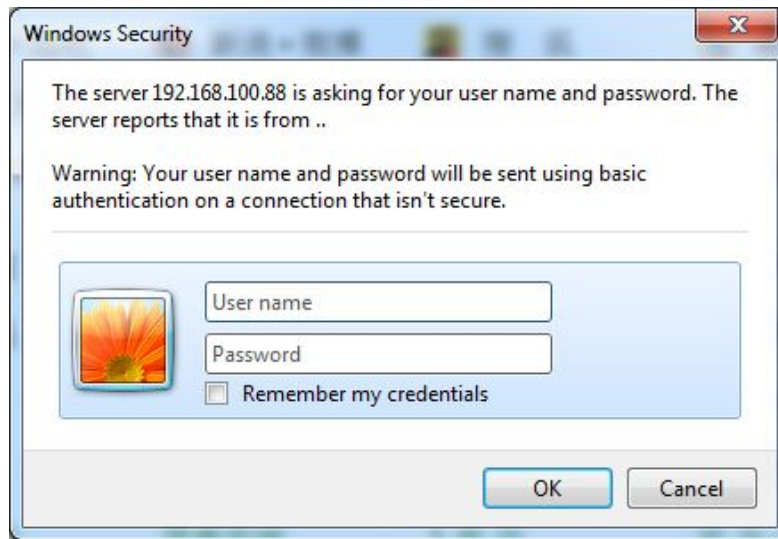 Windows Security
The server 192.168.100.88 is asking for your user name and password. The
server reports that it is from ..
Warning: Your user name and password will be sent using basic
authentication on a connection that isn't secure.
User name
Password
Remember my credentials
OK
Cancel